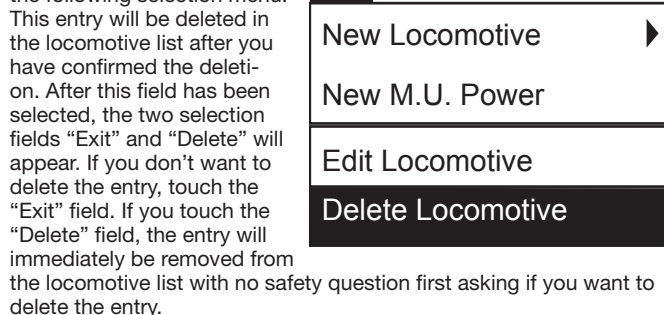 the following selection menu.
This entry will be deleted in
the locomotive list after you
have confirmed the deleti-
on. After this field has been
selected, the two selection
fields “Exit” and “Delete” will
appear. If you don’t want to
delete the entry, touch the
“Exit” field. If you touch the
“Delete” field, the entry will
immediately be removed from
the locomotive list with no safety question first asking if you want to
delete the entry.
New Locomotive
New M.U. Power
Edit Locomotive
Delete Locomotive